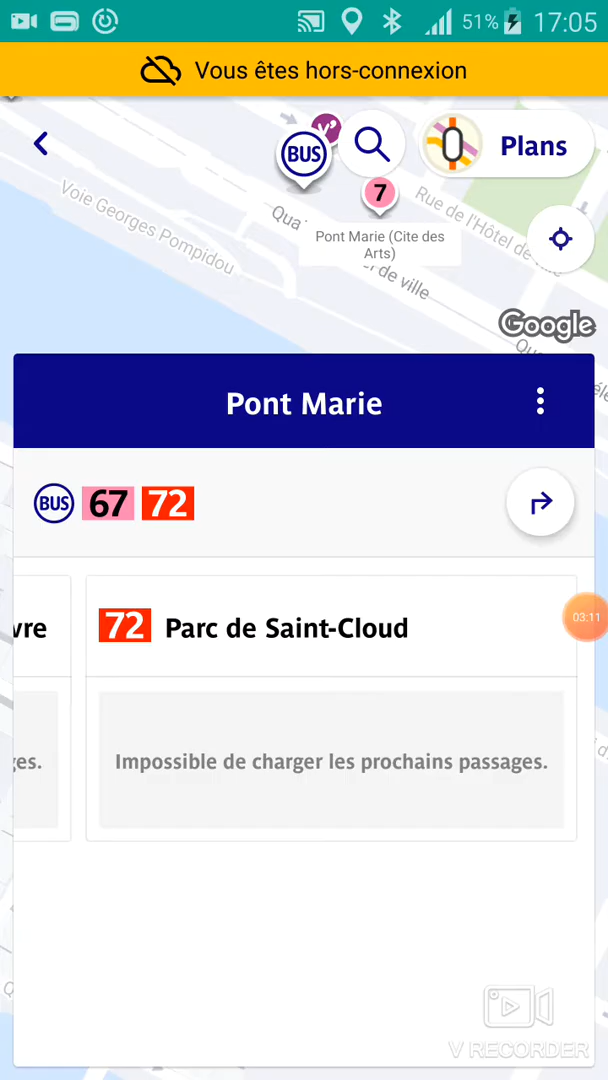 51% 17:05
Vous êtes hors-connexion
BUS
Plans
7
Voie Georges Pompidou
Pont Marie (Cite des
Arts)
Rue de l'Hôtel de
Quai
el de ville
Google
Pont Marie
BUS 67 72
vre
72 Parc de Saint-Cloud
03:11
ges.
Impossible de charger les prochains passages.
V RECORDER